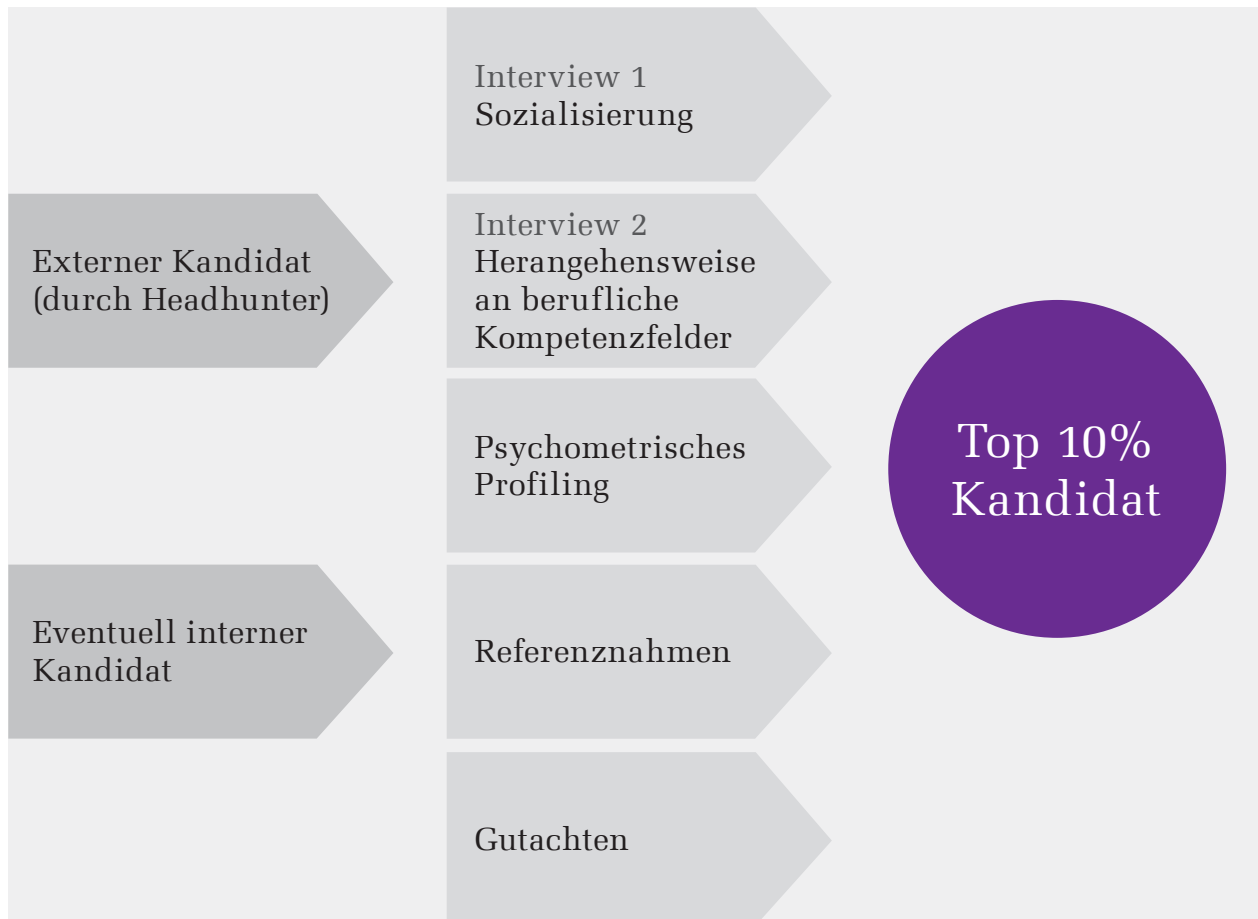 Externer Kandidat
(durch Headhunter)
Eventuell interner
Kandidat
Interview 1
Sozialisierung
Interview 2
Herangehensweise
an berufliche
Kompetenzfelder
Psychometrisches
Profiling
Referenznahmen
Gutachten
Top 10%
Kandidat